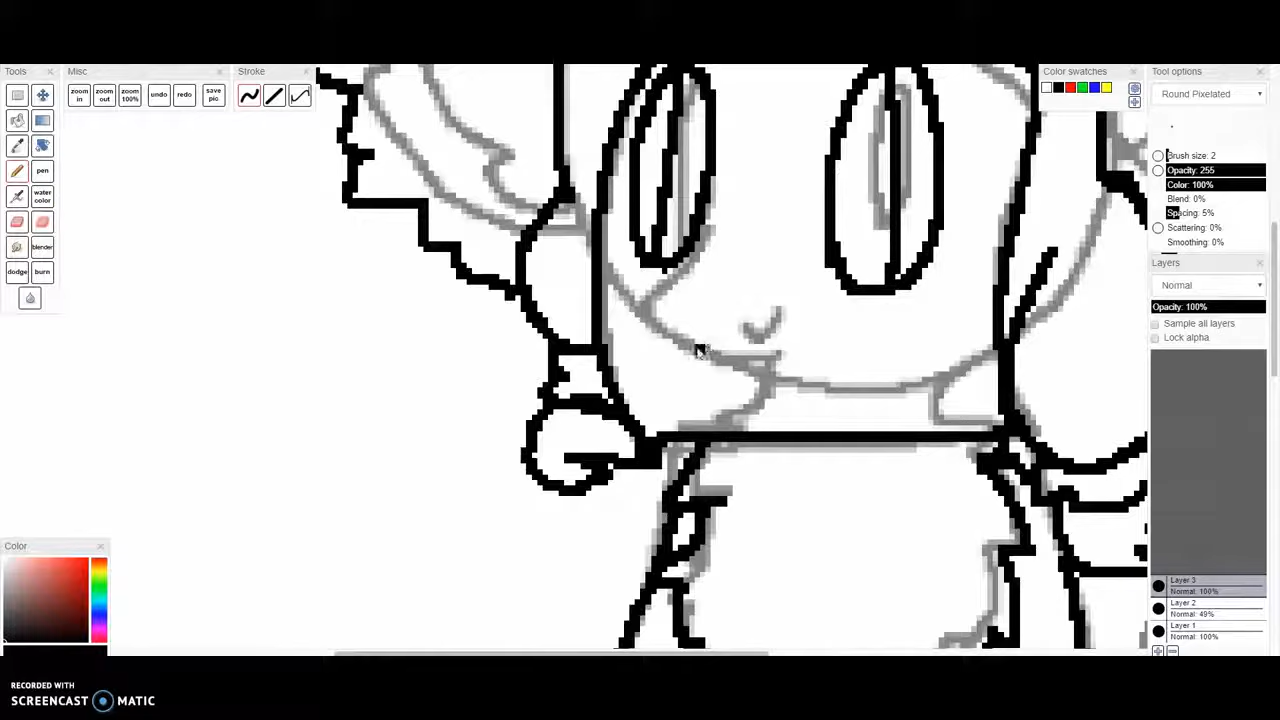 Tools
Misc
Stroke
zoom in
zoom out
zoom 100%
undo
redo
save pic
pen
water color
blender
dodge
burn
Color
Color swatches
Tool options
Round Pixelated
Brush size: 2
Opacity: 255
Color: 100%
Blend: 0%
Spacing: 5%
Scattering: 0%
Smoothing: 0%
Layers
Normal
Opacity: 100%
Sample all layers
Lock alpha
Layer 3
Normal: 100%
Layer 2
Normal: 49%
Layer 1
Normal: 100%
RECORDED WITH
SCREENCAST MATIC